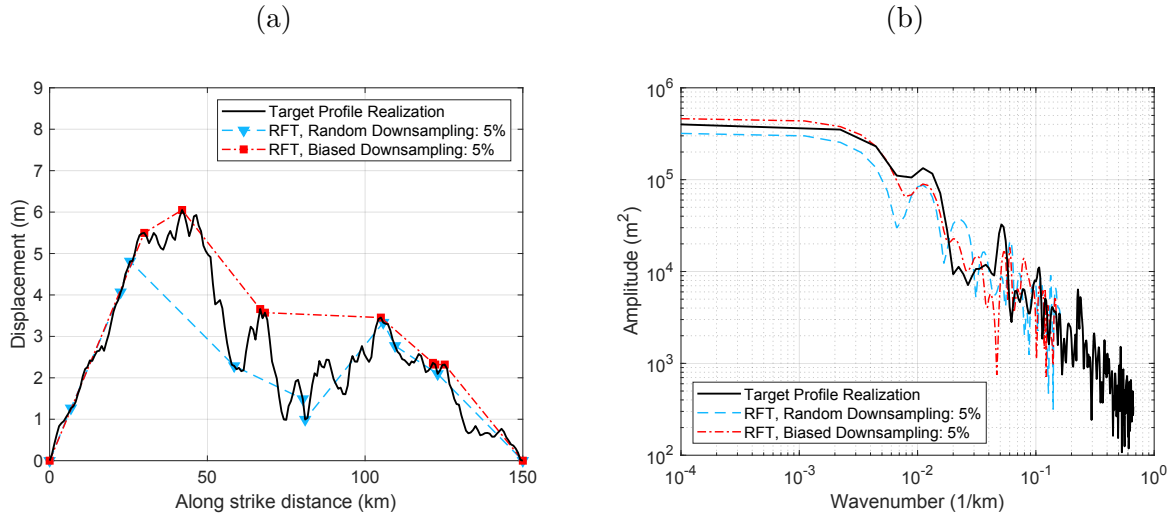 (a)
9
8
7
6
5
4
3
2
1
0
Displacement (m)
Target Profile Realization
RFT, Random Downsampling: 5%
RFT, Biased Downsampling: 5%
0 50 100 150
Along strike distance (km)
(b)
10^6
10^5
10^4
10^3
10^2
Amplitude (m^2)
Target Profile Realization
RFT, Random Downsampling: 5%
RFT, Biased Downsampling: 5%
10^-4 10^-3 10^-2 10^-1 10^0
Wavenumber (1/km)